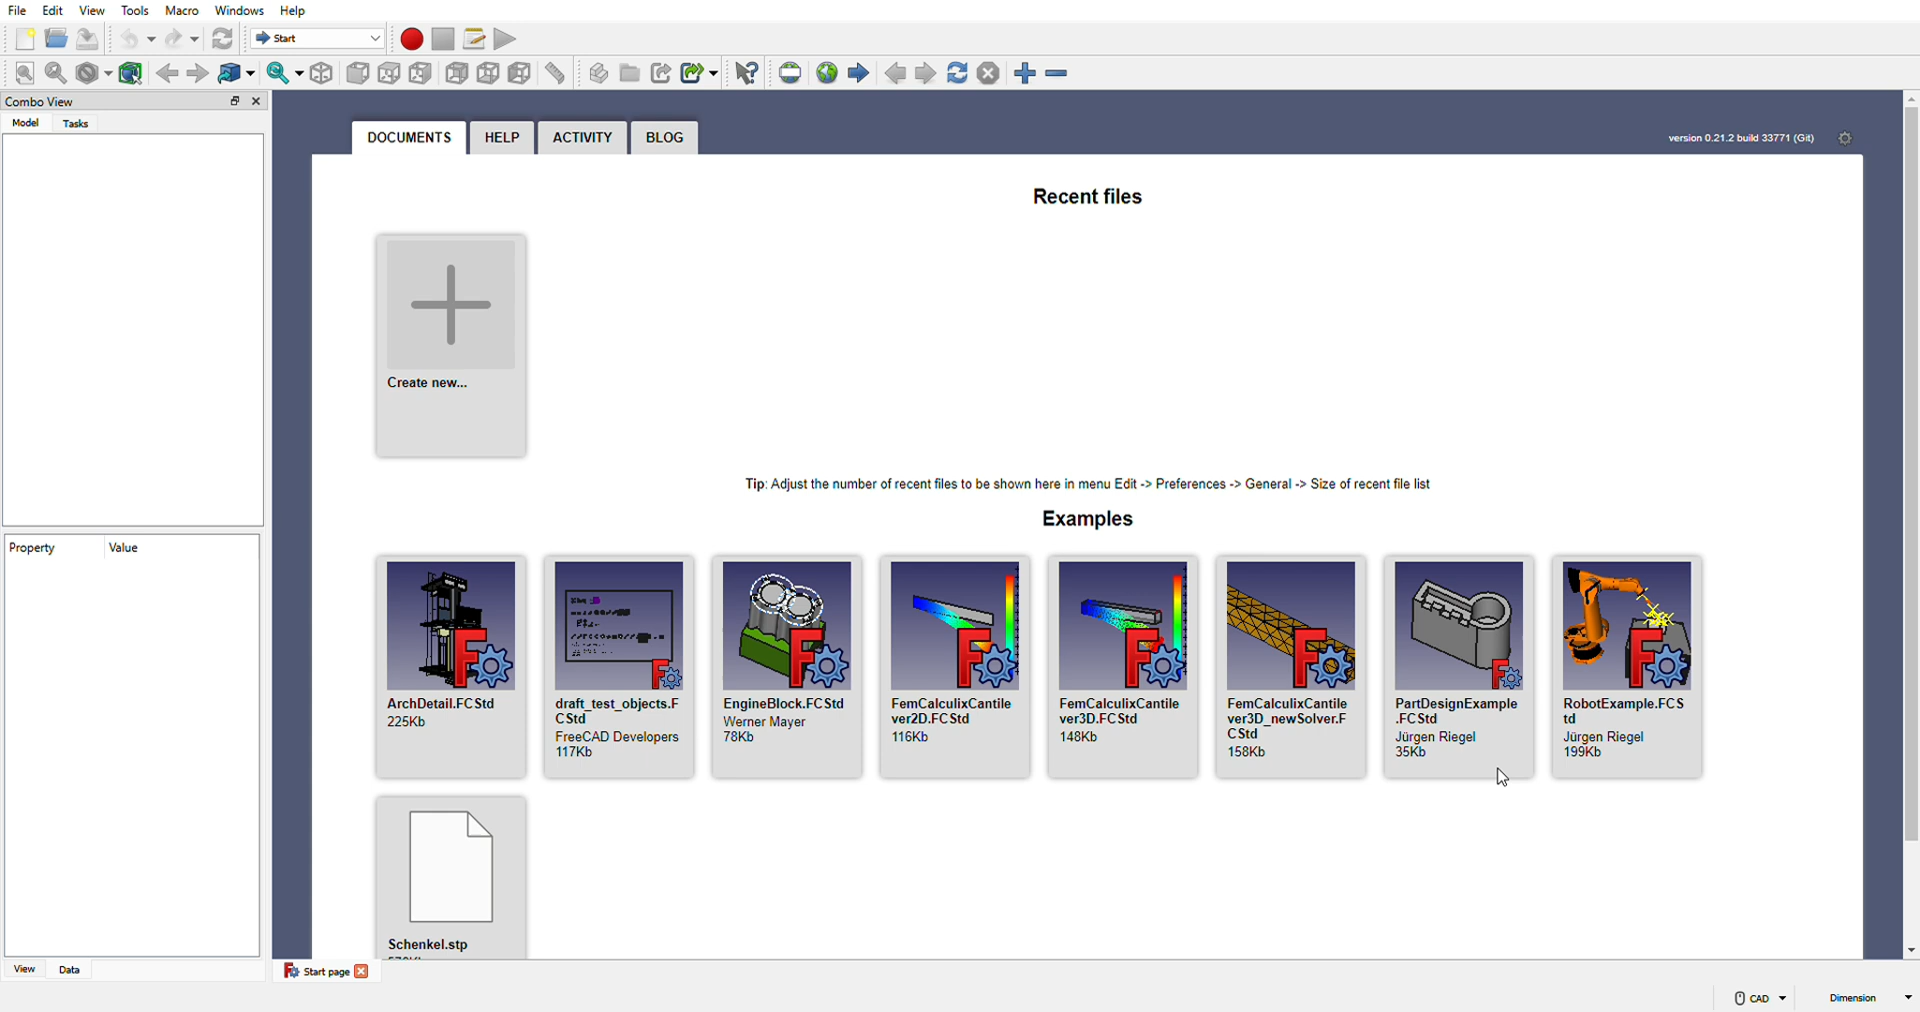 File Edit View Tools Macro Windows Help
Start
Combo View
Model Tasks
DOCUMENTS HELP ACTIVITY BLOG
version 0.21.2 build 33771 (Git)
Recent files
Create new...
Tip: Adjust the number of recent files to be shown here in menu Edit -> Preferences -> General -> Size of recent file list
Examples
ArchDetail.FCStd
225Kb
draft_test_objects.F
CStd
FreeCAD Developers
117Kb
EngineBlock.FCStd
Werner Mayer
78Kb
FemCalculixCantile
ver2D.FCStd
116Kb
FemCalculixCantile
ver3D.FCStd
148Kb
FemCalculixCantile
ver3D_newSolver.F
CStd
158Kb
PartDesignExample
.FCStd
Jürgen Riegel
35Kb
RobotExample.FCS
td
Jürgen Riegel
199Kb
Schenkel.stp
Property Value
View Data
Start page
CAD Dimension